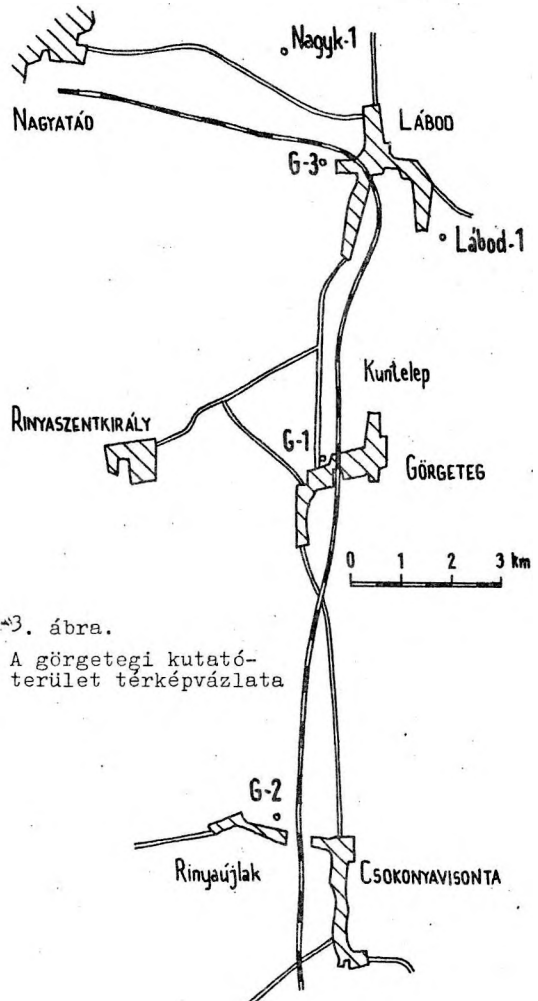 Nagyk-1
NAGYATÁD
LÁBOD
G-3
Lábod-1
Kuntelep
RINYASZENTKIRÁLY
G-1
GÖRGETEG
0 1 2 3 km
3. ábra.
A görgetegi kutató-
terület térképvázlata
G-2
Rinyaújlak
CSOKONYAVISONTA